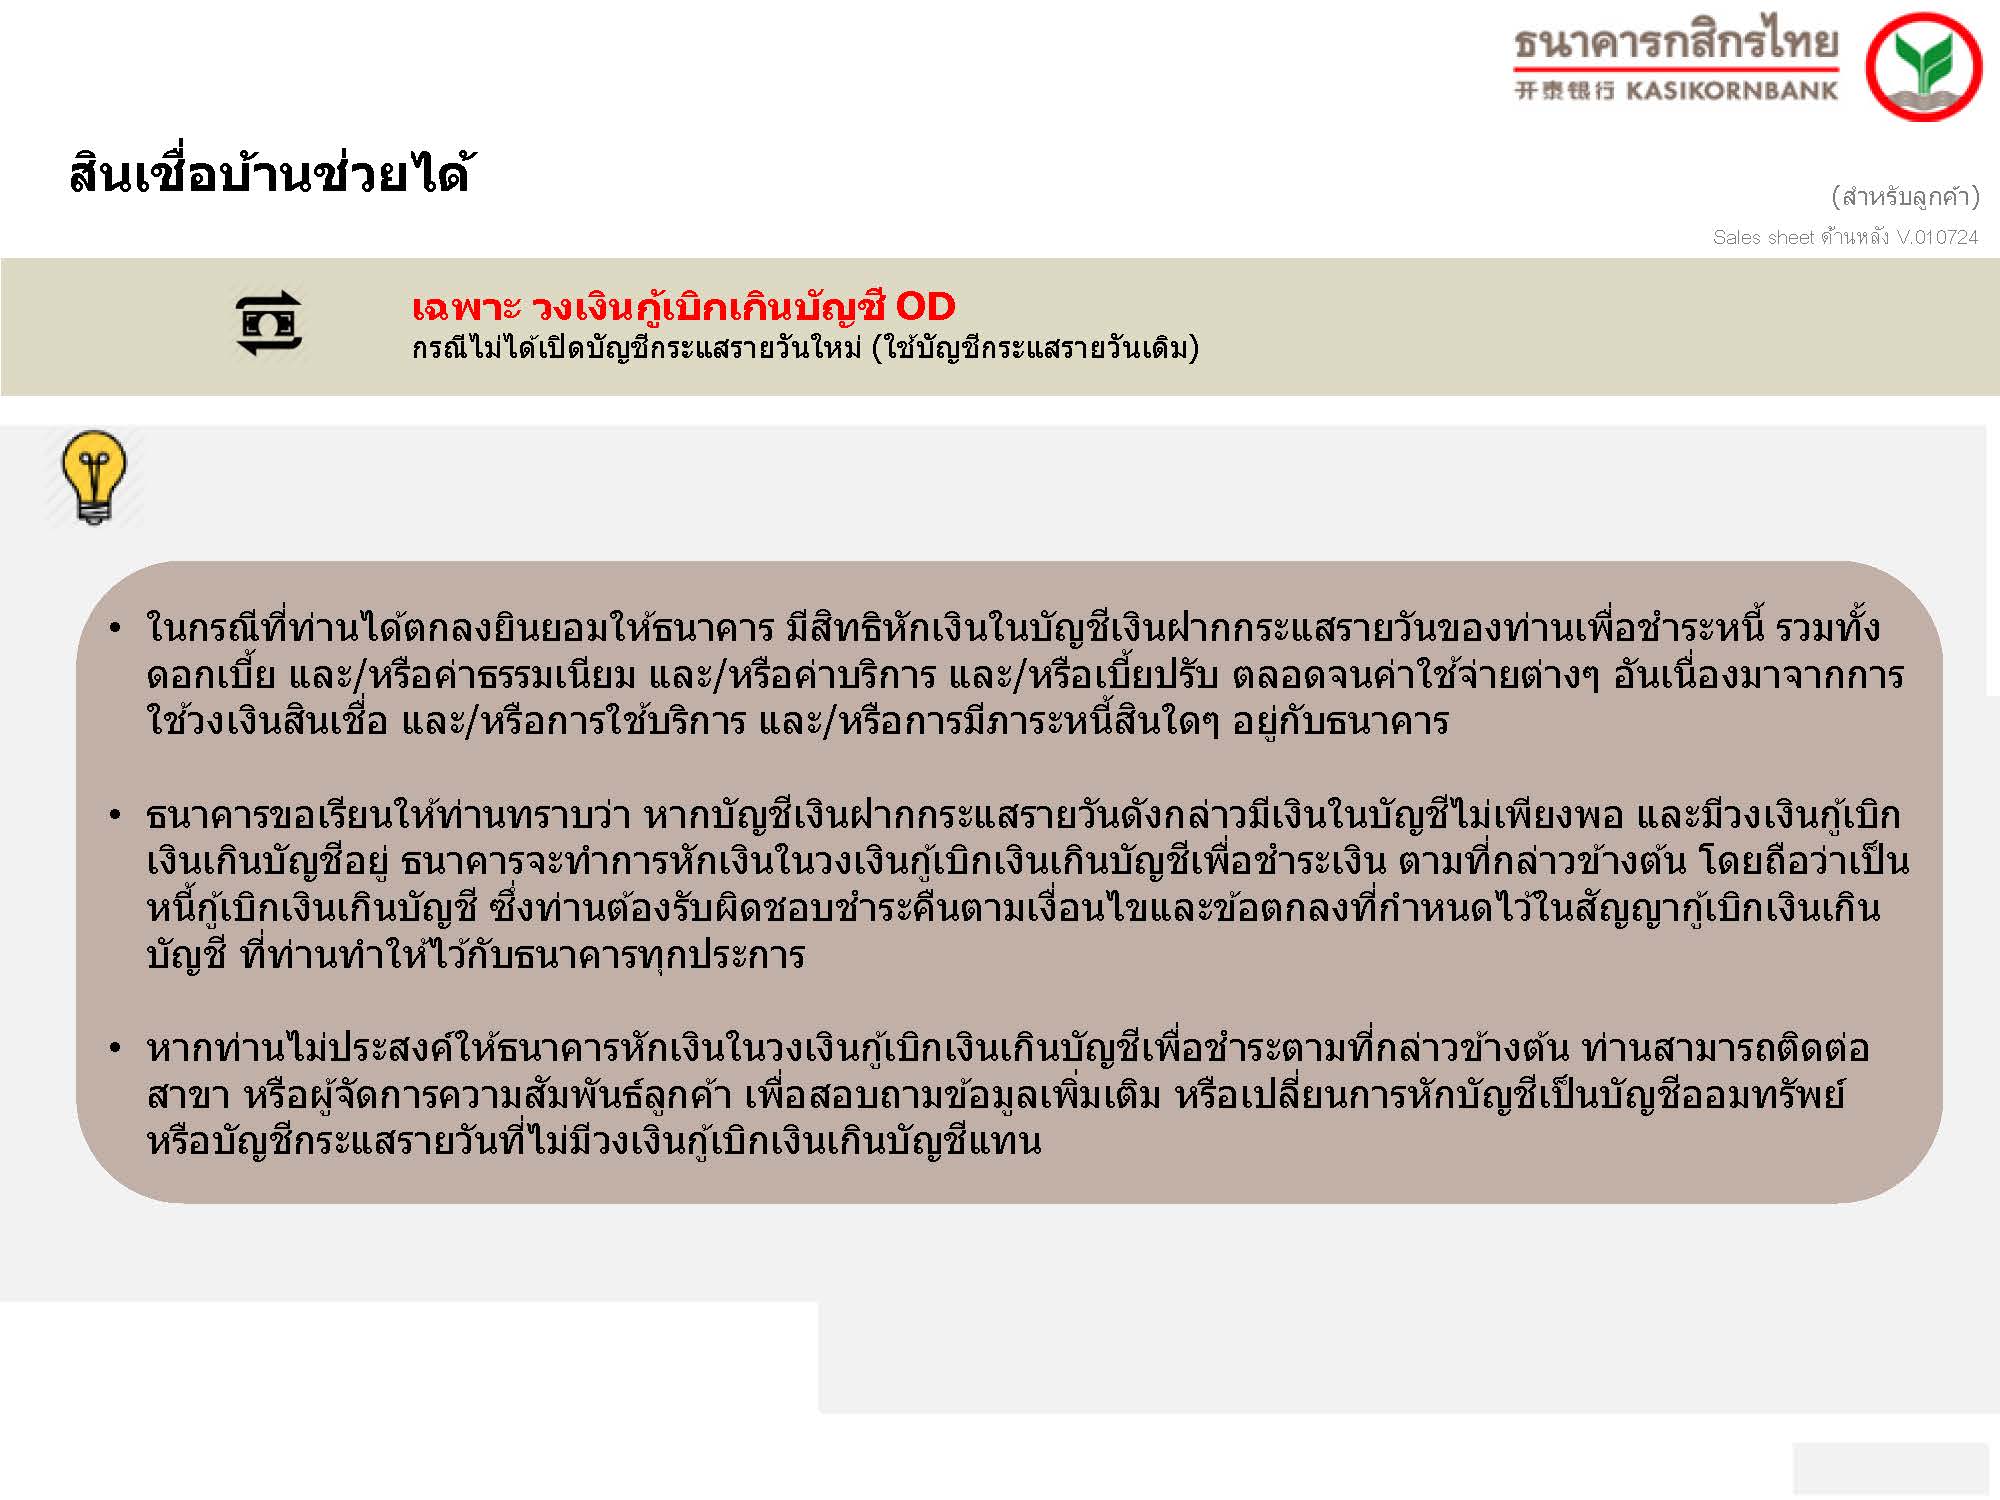 ธนาคารกสิกรไทย
开泰银行 KASIKORNBANK
สินเชื่อบ้านช่วยได้
(สำหรับลูกค้า)
Sales sheet ด้านหลัง V.010724
เฉพาะ วงเงินกู้เบิกเกินบัญชี OD
กรณีไม่ได้เปิดบัญชีกระแสรายวันใหม่ (ใช้บัญชีกระแสรายวันเดิม)
• ในกรณีที่ท่านได้ตกลงยินยอมให้ธนาคาร มีสิทธิหักเงินในบัญชีเงินฝากกระแสรายวันของท่านเพื่อชำระหนี้ รวมทั้ง
ดอกเบี้ย และ/หรือค่าธรรมเนียม และ/หรือค่าบริการ และ/หรือเบี้ยปรับ ตลอดจนค่าใช้จ่ายต่างๆ อันเนื่องมาจากการ
ใช้วงเงินสินเชื่อ และ/หรือการใช้บริการ และ/หรือการมีภาระหนี้สินใดๆ อยู่กับธนาคาร
• ธนาคารขอเรียนให้ท่านทราบว่า หากบัญชีเงินฝากกระแสรายวันดังกล่าวมีเงินในบัญชีไม่เพียงพอ และมีวงเงินกู้เบิก
เงินเกินบัญชีอยู่ ธนาคารจะทำการหักเงินในวงเงินกู้เบิกเงินเกินบัญชีเพื่อชำระเงิน ตามที่กล่าวข้างต้น โดยถือว่าเป็น
หนี้กู้เบิกเงินเกินบัญชี ซึ่งท่านต้องรับผิดชอบชำระคืนตามเงื่อนไขและข้อตกลงที่กำหนดไว้ในสัญญากู้เบิกเงินเกิน
บัญชี ที่ท่านทำให้ไว้กับธนาคารทุกประการ
• หากท่านไม่ประสงค์ให้ธนาคารหักเงินในวงเงินกู้เบิกเงินเกินบัญชีเพื่อชำระตามที่กล่าวข้างต้น ท่านสามารถติดต่อ
สาขา หรือผู้จัดการความสัมพันธ์ลูกค้า เพื่อสอบถามข้อมูลเพิ่มเติม หรือเปลี่ยนการหักบัญชีเป็นบัญชีออมทรัพย์
หรือบัญชีกระแสรายวันที่ไม่มีวงเงินกู้เบิกเงินเกินบัญชีแทน